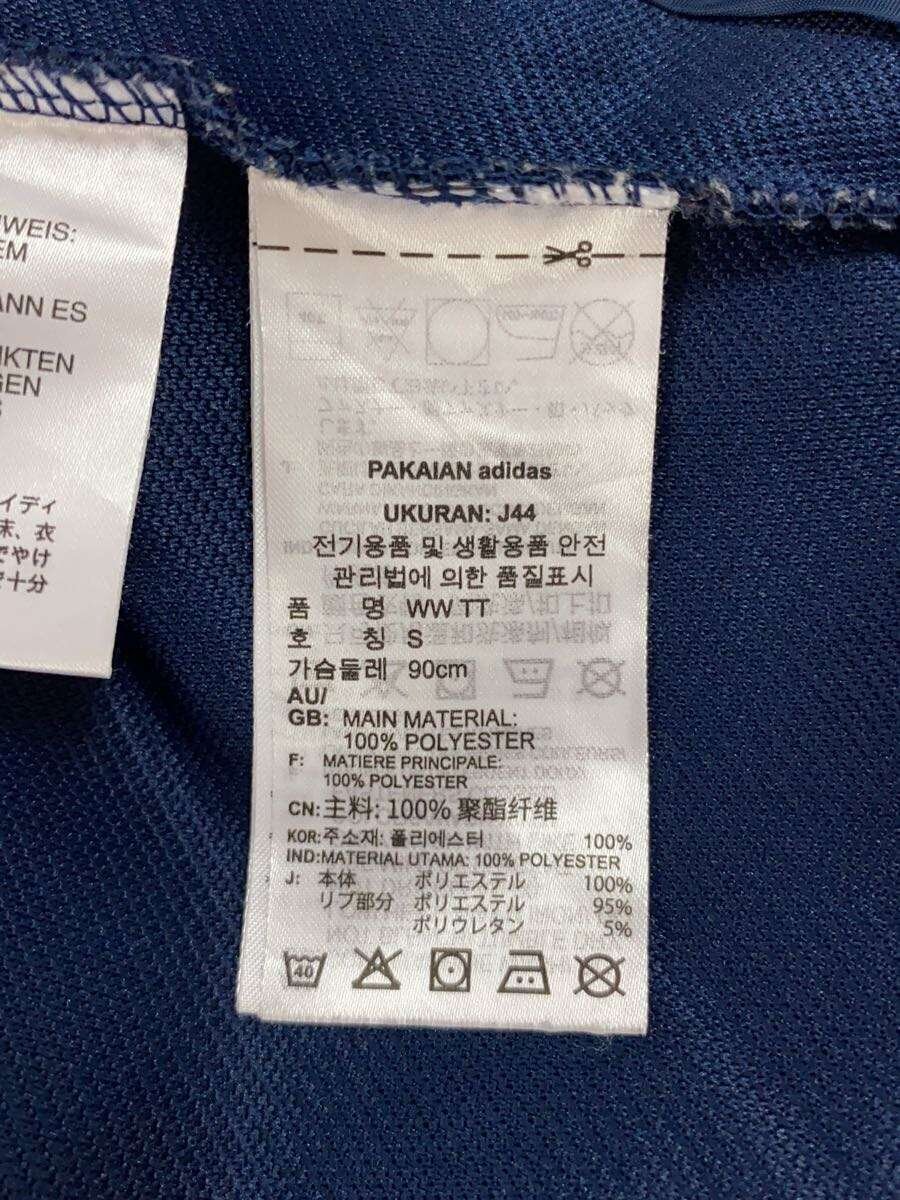 WEIS:
EM
ANN ES
NKTEN
GEN
イディ
末、衣
でやけ
十分
PAKAIAN adidas
UKURAN: J44
전기용품 및 생활용품 안전
관리법에 의한 품질표시
품 명 WW TT
호 칭 S
가슴둘레 90cm
AU/
GB: MAIN MATERIAL:
100% POLYESTER
F: MATIERE PRINCIPALE:
100% POLYESTER
CN:主料: 100% 聚酯纤维
KOR:주소재: 폴리에스터 100%
IND:MATERIAL UTAMA: 100% POLYESTER
J: 本体 ポリエステル 100%
リブ部分 ポリエステル 95%
ポリウレタン 5%
40